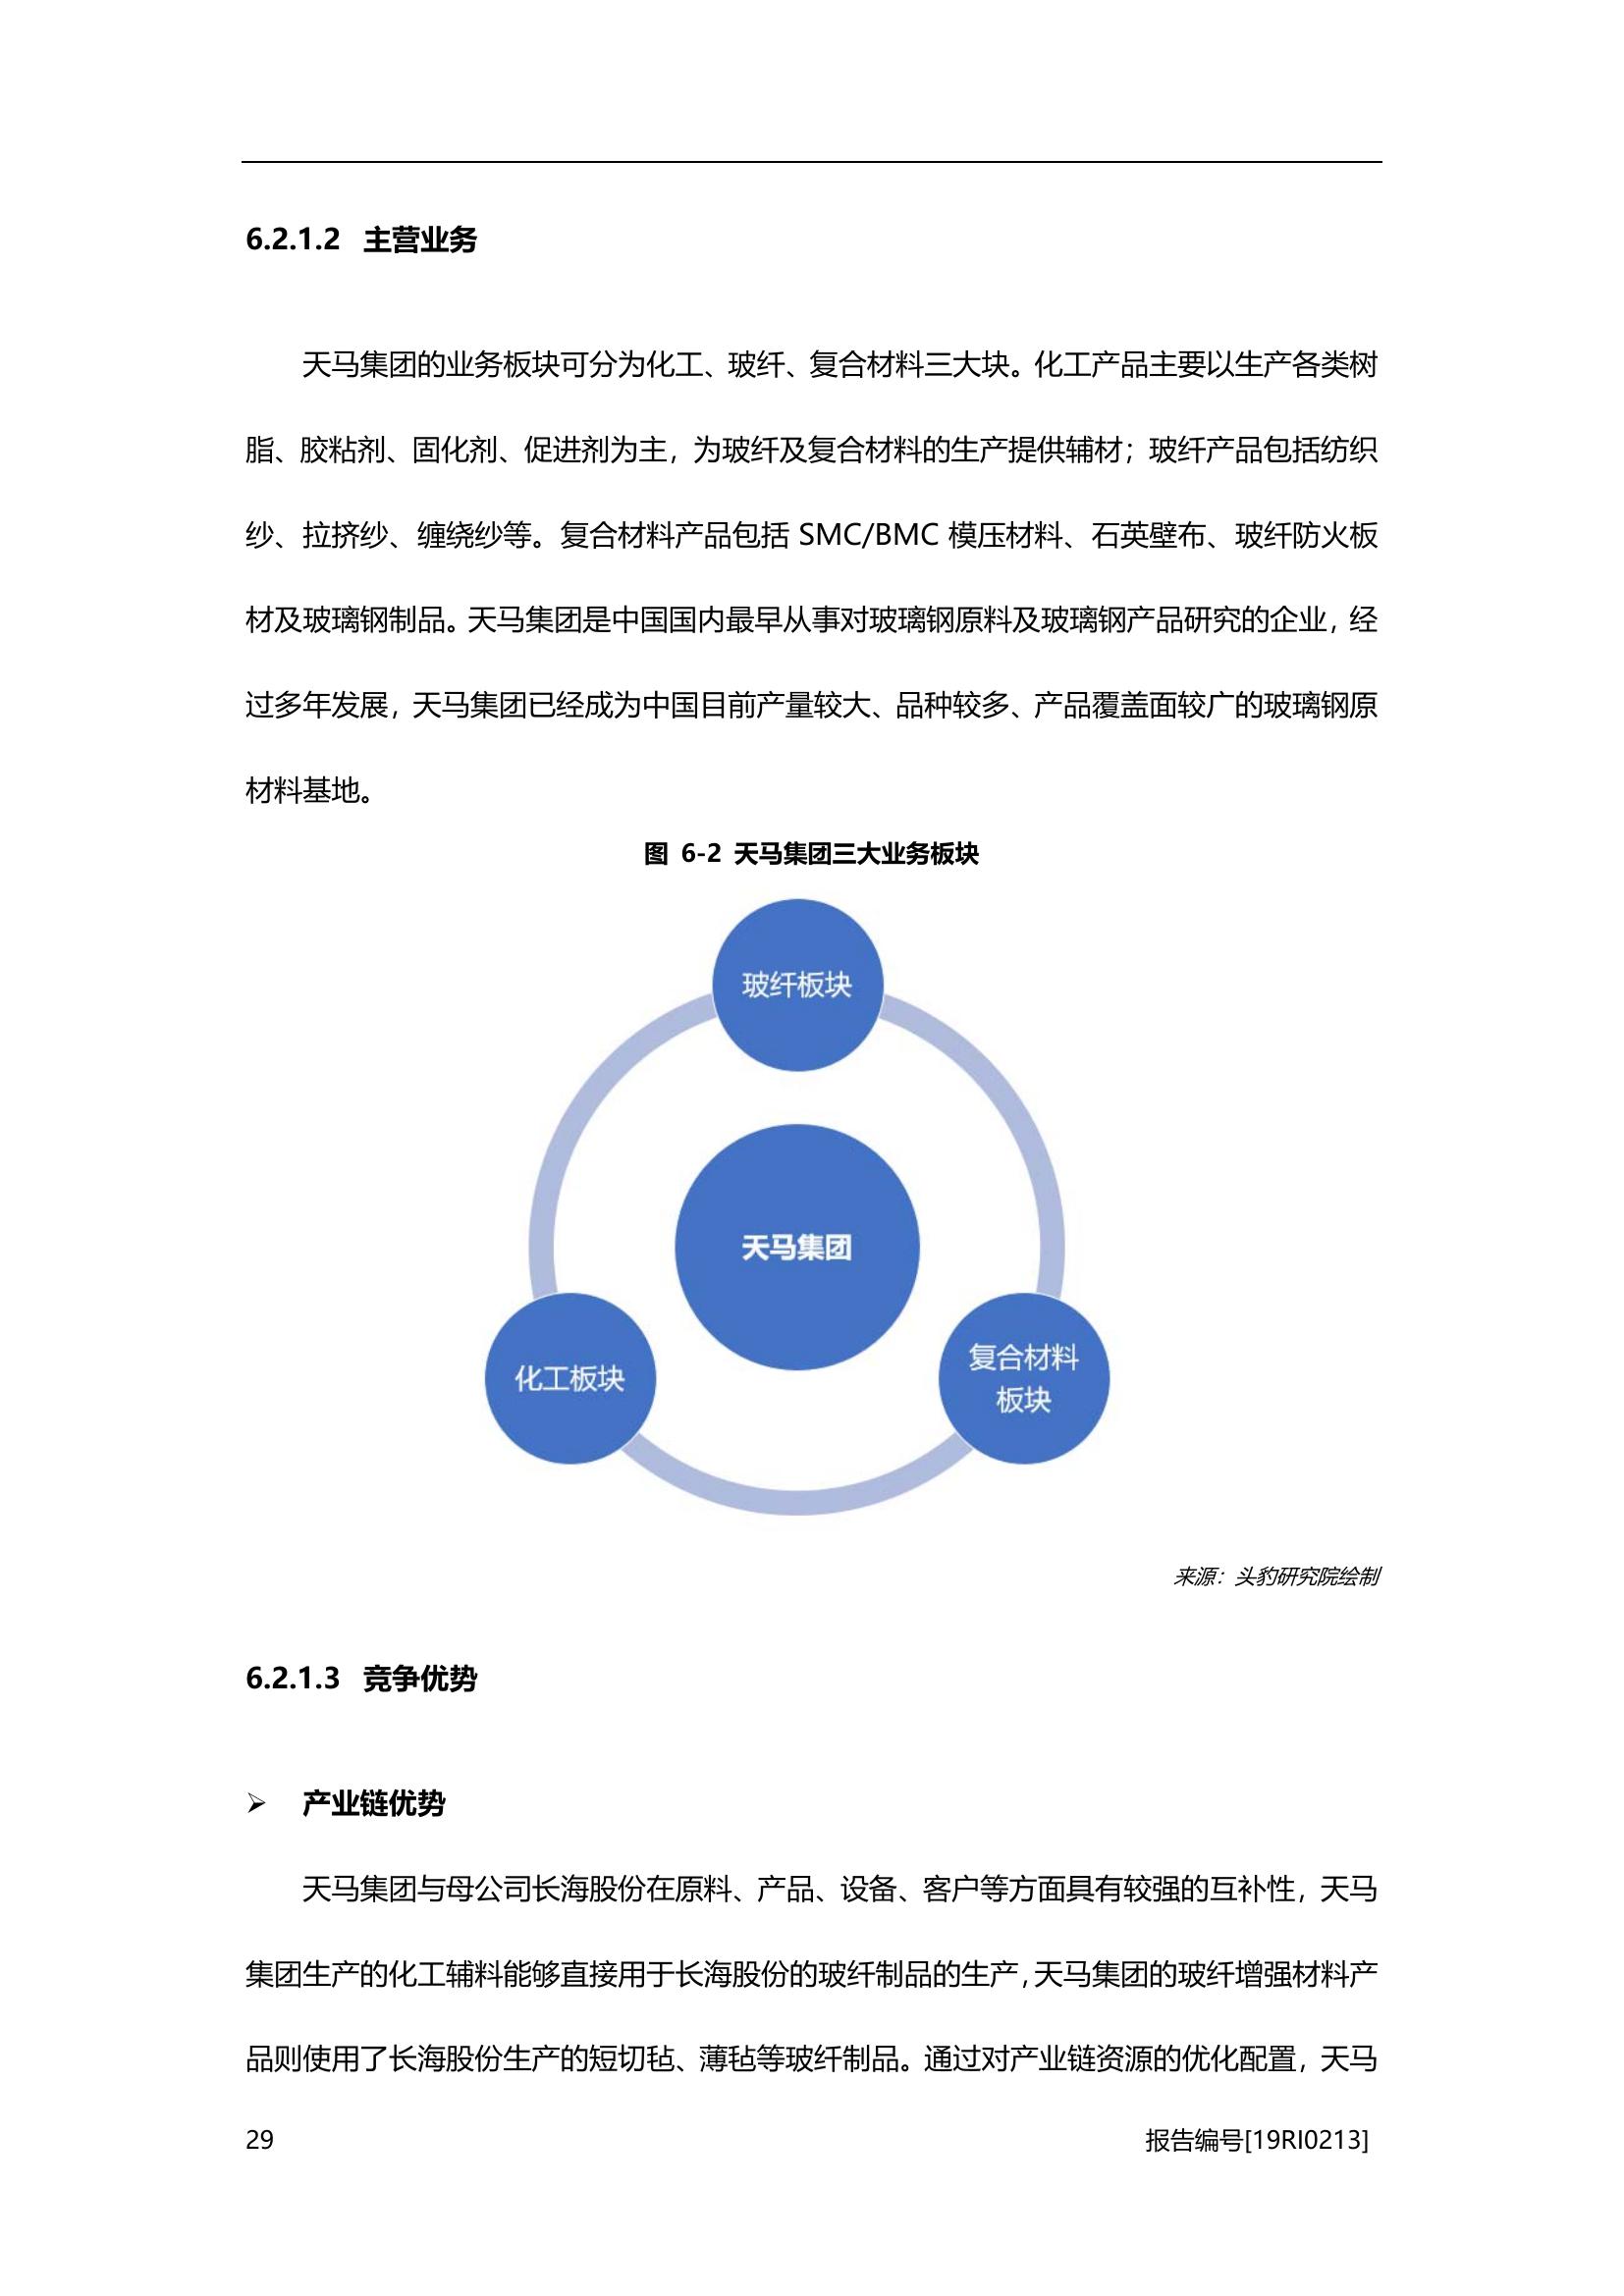 6.2.1.2 主营业务
天马集团的业务板块可分为化工、玻纤、复合材料三大块。化工产品主要以生产各类树
脂、胶粘剂、固化剂、促进剂为主，为玻纤及复合材料的生产提供辅材；玻纤产品包括纺织
纱、拉挤纱、缠绕纱等。复合材料产品包括 SMC/BMC 模压材料、石英壁布、玻纤防火板
材及玻璃钢制品。天马集团是中国国内最早从事对玻璃钢原料及玻璃钢产品研究的企业，经
过多年发展，天马集团已经成为中国目前产量较大、品种较多、产品覆盖面较广的玻璃钢原
材料基地。
图 6-2 天马集团三大业务板块
玻纤板块
天马集团
化工板块
复合材料
板块
来源：头豹研究院绘制
6.2.1.3 竞争优势
➢ 产业链优势
天马集团与母公司长海股份在原料、产品、设备、客户等方面具有较强的互补性，天马
集团生产的化工辅料能够直接用于长海股份的玻纤制品的生产，天马集团的玻纤增强材料产
品则使用了长海股份生产的短切毡、薄毡等玻纤制品。通过对产业链资源的优化配置，天马
29
报告编号[19RI0213]